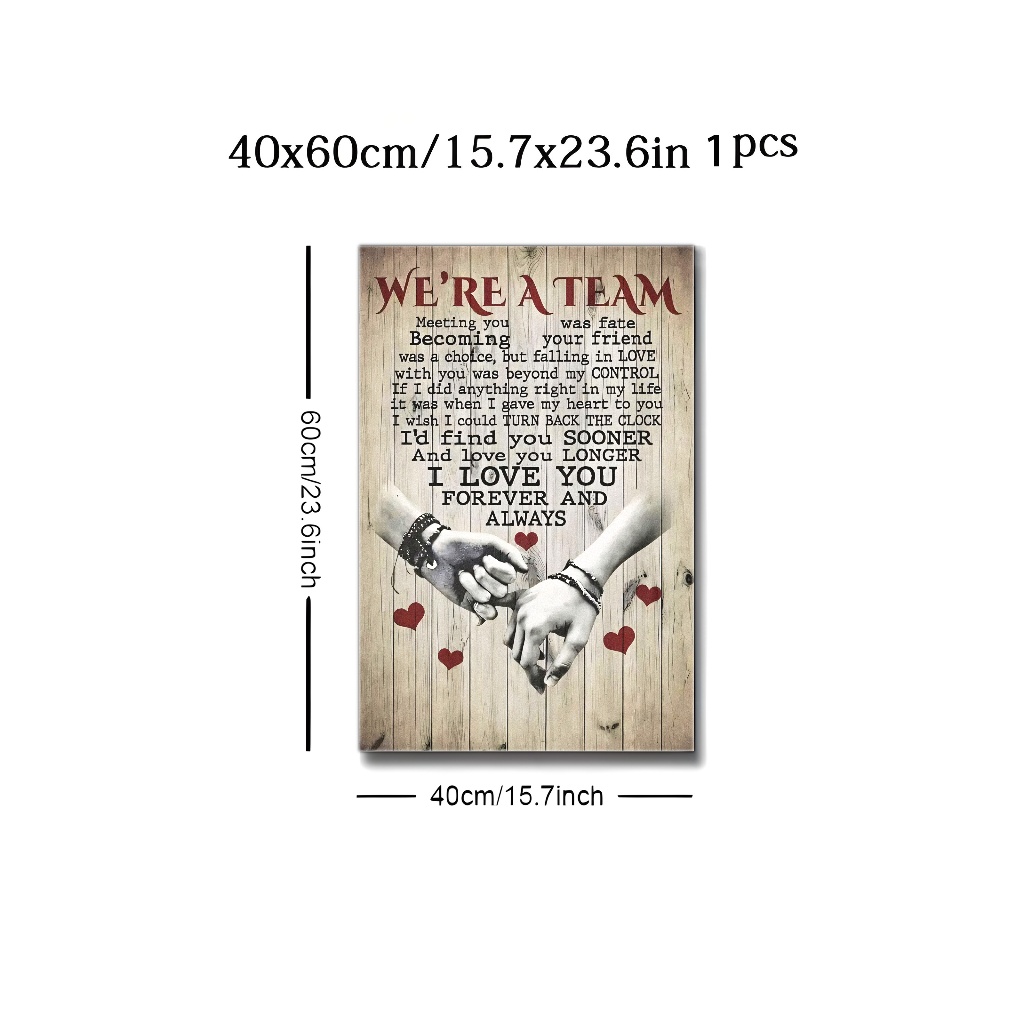 40x60cm/15.7x23.6in 1pcs
WE'RE A TEAM
Meeting you was fate
Becoming your friend
was a choice, but falling in LOVE
with you was beyond my CONTROL
If I did anything right in my life
it was when I gave my heart to you
I wish I could TURN BACK THE CLOCK
I'd find you SOONER
And love you LONGER
I LOVE YOU
FOREVER AND
ALWAYS
60cm/23.6inch
40cm/15.7inch